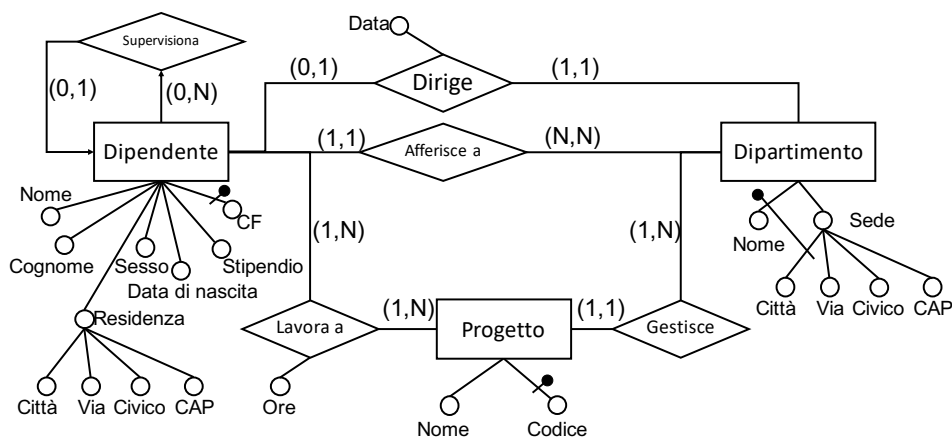 Data
Supervisiona
(0,1)
(0,N)
(0,1)
Dirige
(1,1)
Dipendente
(1,1)
Afferisce a
(N,N)
Dipartimento
Nome
CF
Cognome
Sesso
Stipendio
Data di nascita
(1,N)
(1,N)
Nome
Sede
Città
Via
Civico
CAP
Residenza
Lavora a
(1,N)
Progetto
(1,1)
Gestisce
Città
Via
Civico
CAP
Ore
Nome
Codice